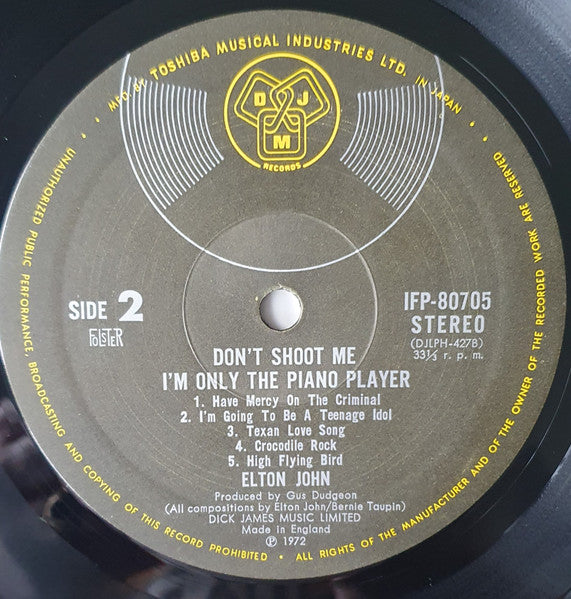 MFD. BY TOSHIBA MUSICAL INDUSTRIES LTD. IN JAPAN
UNAUTHORIZED PUBLIC PERFORMANCE, BROADCASTING AND COPYING OF THIS RECORD PROHIBITED • ALL RIGHTS OF THE MANUFACTURER AND OF THE OWNER OF THE RECORDED WORK ARE RESERVED
D J
M
RECORDS
SIDE 2
FOLSTER
IFP-80705
STEREO
(DJLPH-427B)
33⅓ r. p. m.
DON'T SHOOT ME
I'M ONLY THE PIANO PLAYER
1. Have Mercy On The Criminal
2. I'm Going To Be A Teenage Idol
3. Texan Love Song
4. Crocodile Rock
5. High Flying Bird
ELTON JOHN
Produced by Gus Dudgeon
(All compositions by Elton John/Bernie Taupin)
DICK JAMES MUSIC LIMITED
Made in England
℗ 1972